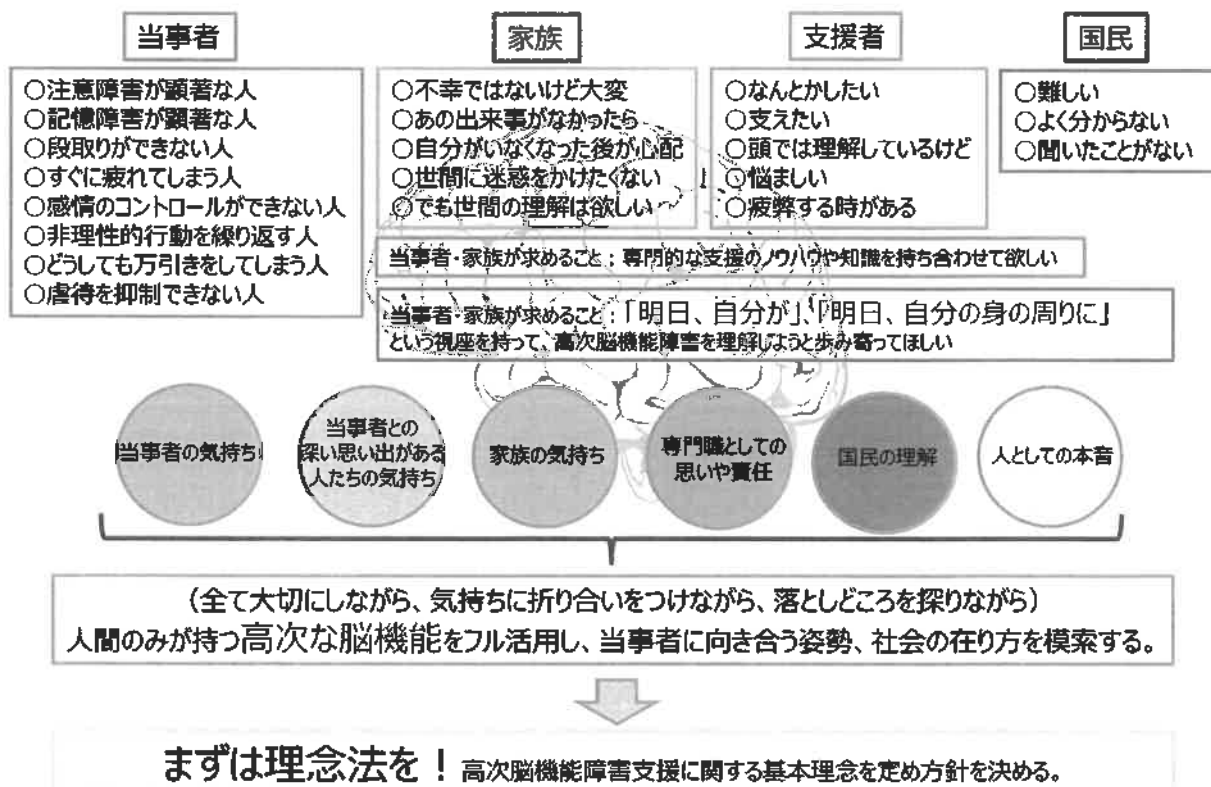 当事者
○注意障害が顕著な人
○記憶障害が顕著な人
○段取りができない人
○すぐに疲れてしまう人
○感情のコントロールができない人
○非理性的行動を繰り返す人
○どうしても万引きをしてしまう人
○虐待を抑制できない人
家族
○不幸ではないけど大変
○あの出来事がなかったら
○自分がいなくなった後が心配
○世間に迷惑をかけたくない
○でも世間の理解は欲しい
支援者
○なんとかしたい
○支えたい
○頭では理解しているけど
○悩ましい
○疲弊する時がある
国民
○難しい
○よく分からない
○聞いたことがない
当事者・家族が求めること：専門的な支援のノウハウや知識を持ち合わせて欲しい
当事者・家族が求めること：「明日、自分が」、「明日、自分の身の周りに」
という視座を持って、高次脳機能障害を理解しようと歩み寄ってほしい
当事者の気持ち
当事者との
深い思い出がある
人たちの気持ち
家族の気持ち
専門職としての
思いや責任
国民の理解
人としての本音
（全て大切にしながら、気持ちに折り合いをつけながら、落としどころを探りながら）
人間のみが持つ高次な脳機能をフル活用し、当事者に向き合う姿勢、社会の在り方を模索する。
まずは理念法を！高次脳機能障害支援に関する基本理念を定め方針を決める。